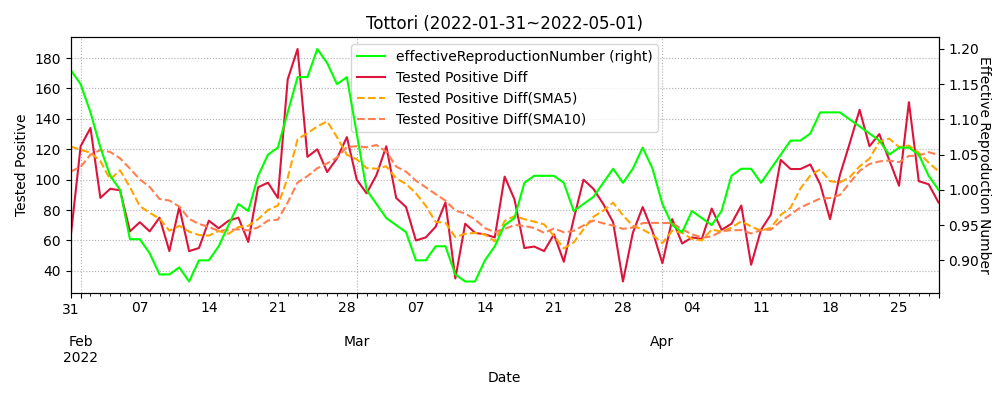 Tottori (2022-01-31~2022-05-01)
effectiveReproductionNumber (right)
Tested Positive Diff
Tested Positive Diff(SMA5)
Tested Positive Diff(SMA10)
Tested Positive
180
160
140
120
100
80
60
40
Effective Reproduction Number
1.20
1.15
1.10
1.05
1.00
0.95
0.90
31 07 14 21 28 07 14 21 28 04 11 18 25
Feb Mar Apr
2022
Date